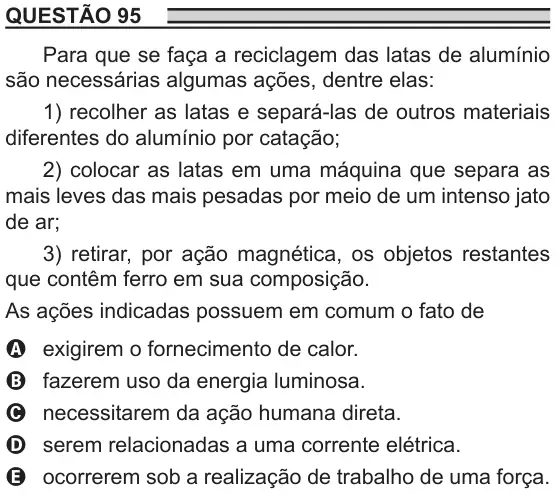 QUESTÃO 95
Para que se faça a reciclagem das latas de alumínio
são necessárias algumas ações, dentre elas:
1) recolher as latas e separá-las de outros materiais
diferentes do alumínio por catação;
2) colocar as latas em uma máquina que separa as
mais leves das mais pesadas por meio de um intenso jato
de ar;
3) retirar, por ação magnética, os objetos restantes
que contêm ferro em sua composição.
As ações indicadas possuem em comum o fato de
A exigirem o fornecimento de calor.
B fazerem uso da energia luminosa.
C necessitarem da ação humana direta.
D serem relacionadas a uma corrente elétrica.
E ocorrerem sob a realização de trabalho de uma força.